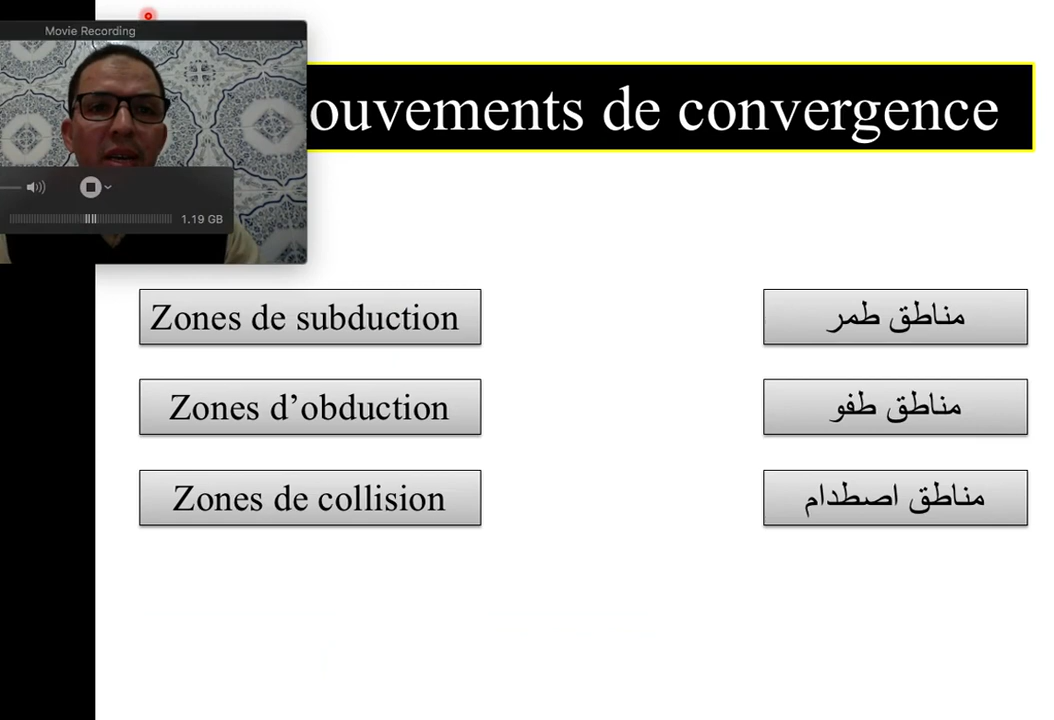 Movie Recording
ouvements de convergence
1.19 GB
Zones de subduction
مناطق طمر
Zones d’obduction
مناطق طفو
Zones de collision
مناطق اصطدام